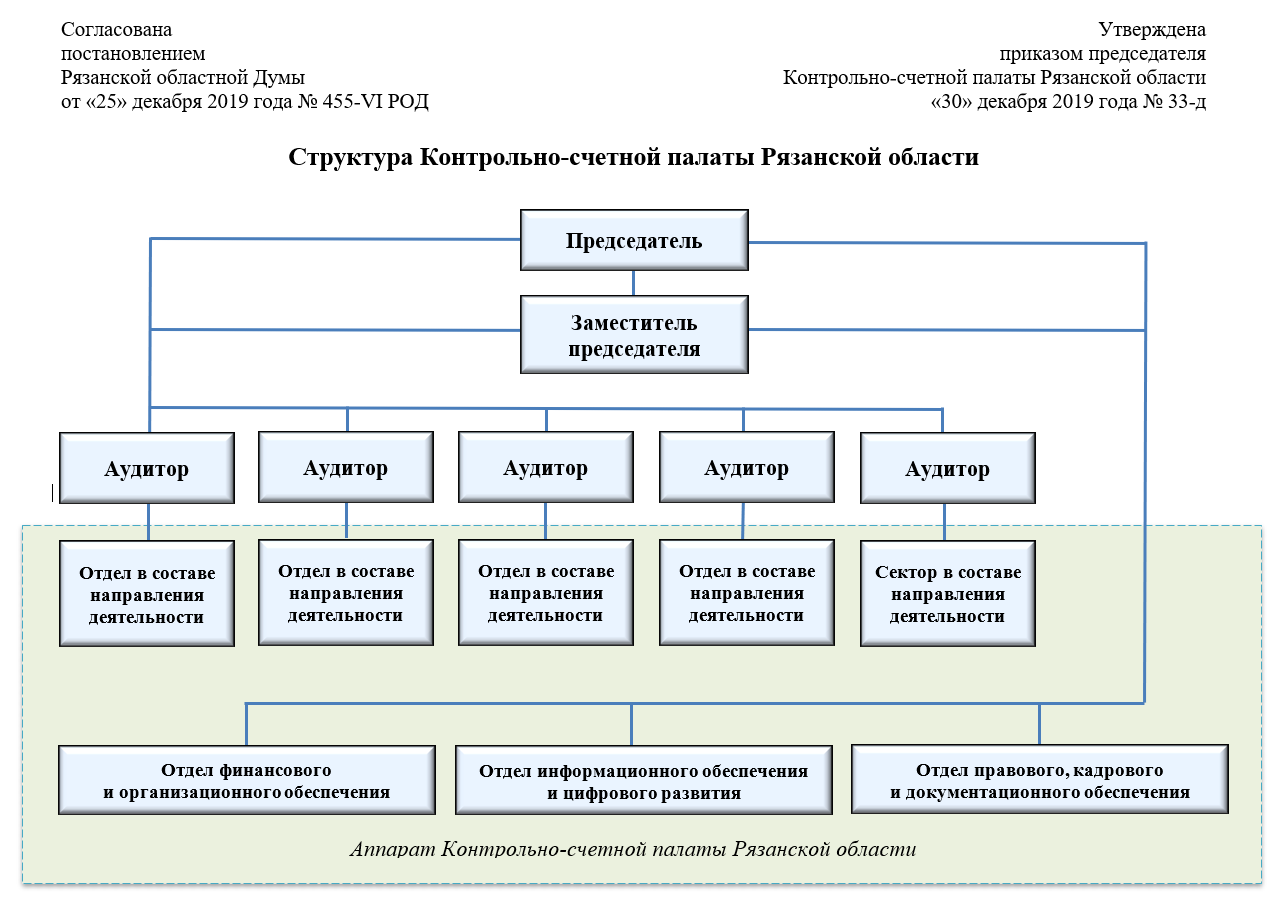 Согласована
постановлением
Рязанской областной Думы
от «25» декабря 2019 года № 455-VI РОД
Утверждена
приказом председателя
Контрольно-счетной палаты Рязанской области
«30» декабря 2019 года № 33-д
Структура Контрольно-счетной палаты Рязанской области
Председатель
Заместитель
председателя
Аудитор
Аудитор
Аудитор
Аудитор
Аудитор
Отдел в составе
направления
деятельности
Отдел в составе
направления
деятельности
Отдел в составе
направления
деятельности
Отдел в составе
направления
деятельности
Сектор в составе
направления
деятельности
Отдел финансового
и организационного обеспечения
Отдел информационного обеспечения
и цифрового развития
Отдел правового, кадрового
и документационного обеспечения
Аппарат Контрольно-счетной палаты Рязанской области